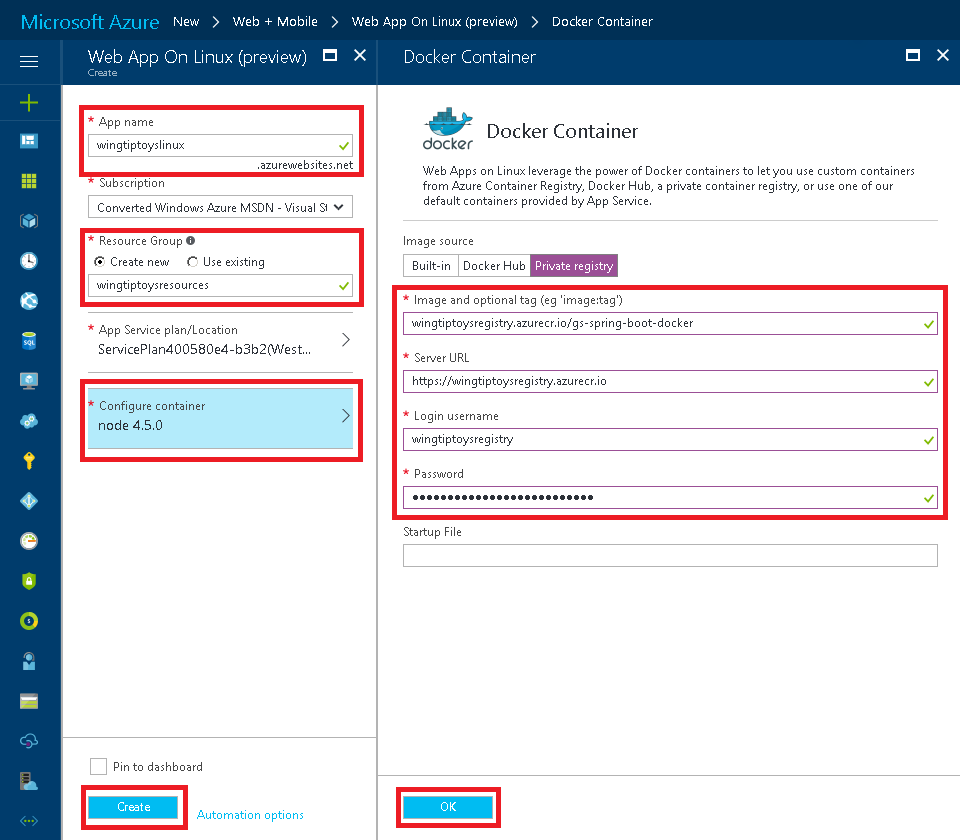 Microsoft Azure New > Web + Mobile > Web App On Linux (preview) > Docker Container
Web App On Linux (preview)
Create
* App name
wingtiptoyslinux
.azurewebsites.net
* Subscription
Converted Windows Azure MSDN - Visual St
* Resource Group
Create new Use existing
wingtiptoysresources
* App Service plan/Location
ServicePlan400580e4-b3b2(West...
* Configure container
node 4.5.0
Pin to dashboard
Create Automation options
Docker Container
docker Docker Container
Web Apps on Linux leverage the power of Docker containers to let you use custom containers
from Azure Container Registry, Docker Hub, a private container registry, or use one of our
default containers provided by App Service.
Image source
Built-in Docker Hub Private registry
* Image and optional tag (eg 'image:tag')
wingtiptoysregistry.azurecr.io/gs-spring-boot-docker
* Server URL
https://wingtiptoysregistry.azurecr.io
* Login username
wingtiptoysregistry
* Password
••••••••••••••••••••••••••
Startup File
OK